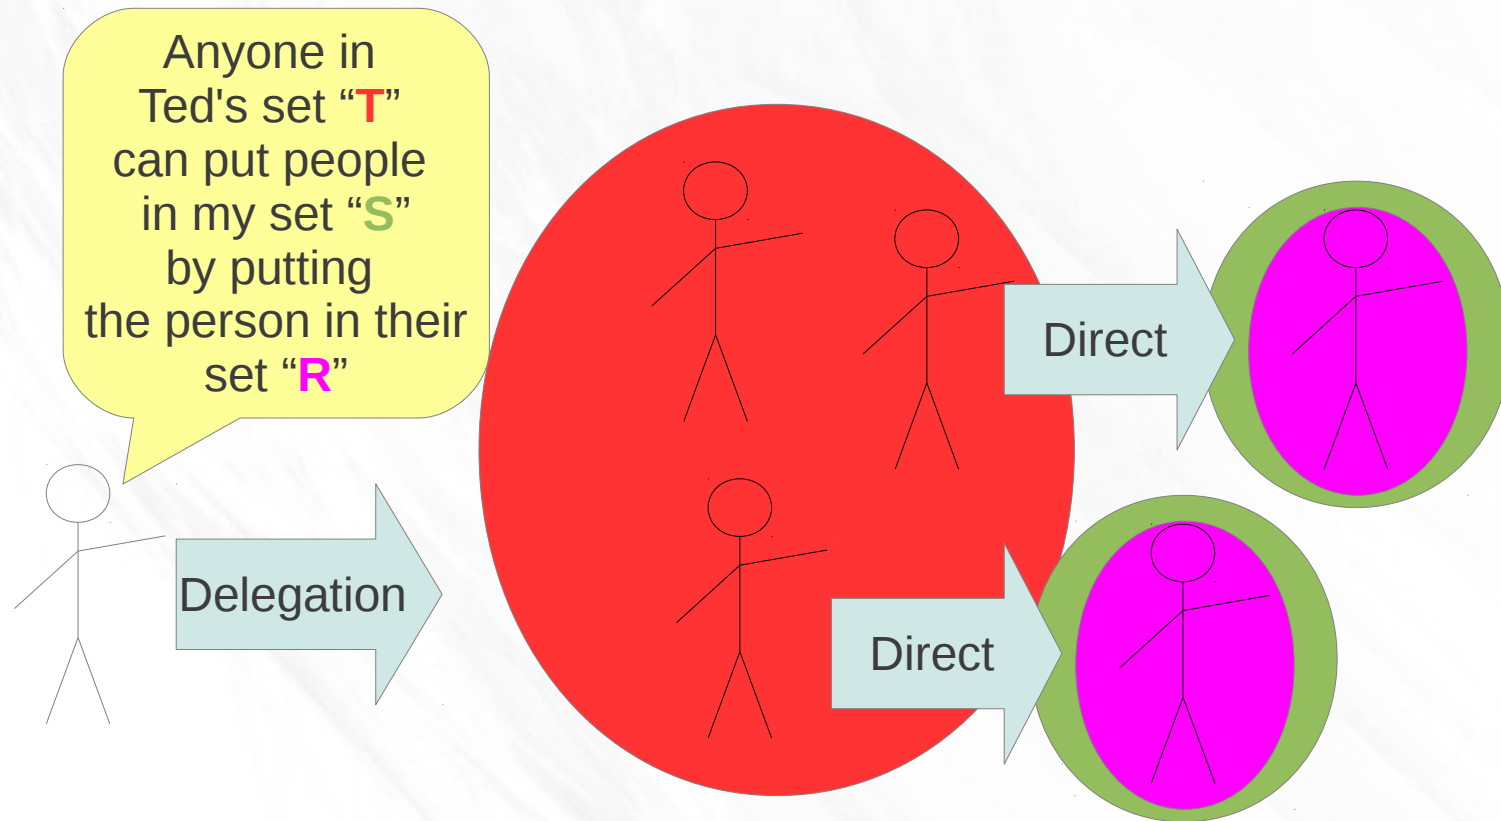 Anyone in
Ted's set “T”
can put people
in my set “S”
by putting
the person in their
set “R”
Direct
Delegation
Direct